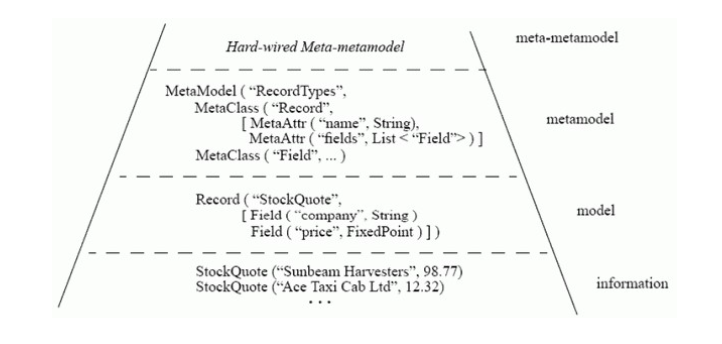 Hard-wired Meta-metamodel
meta-metamodel
MetaModel ( “RecordTypes”,
MetaClass ( “Record”,
[ MetaAttr ( “name”, String),
MetaAttr ( “fields”, List < “Field”> ) ]
MetaClass ( “Field”, ... )
metamodel
Record ( “StockQuote”,
[ Field ( “company”, String )
Field ( “price”, FixedPoint ) ] )
model
StockQuote (“Sunbeam Harvesters”, 98.77)
StockQuote (“Ace Taxi Cab Ltd”, 12.32)
• • •
information